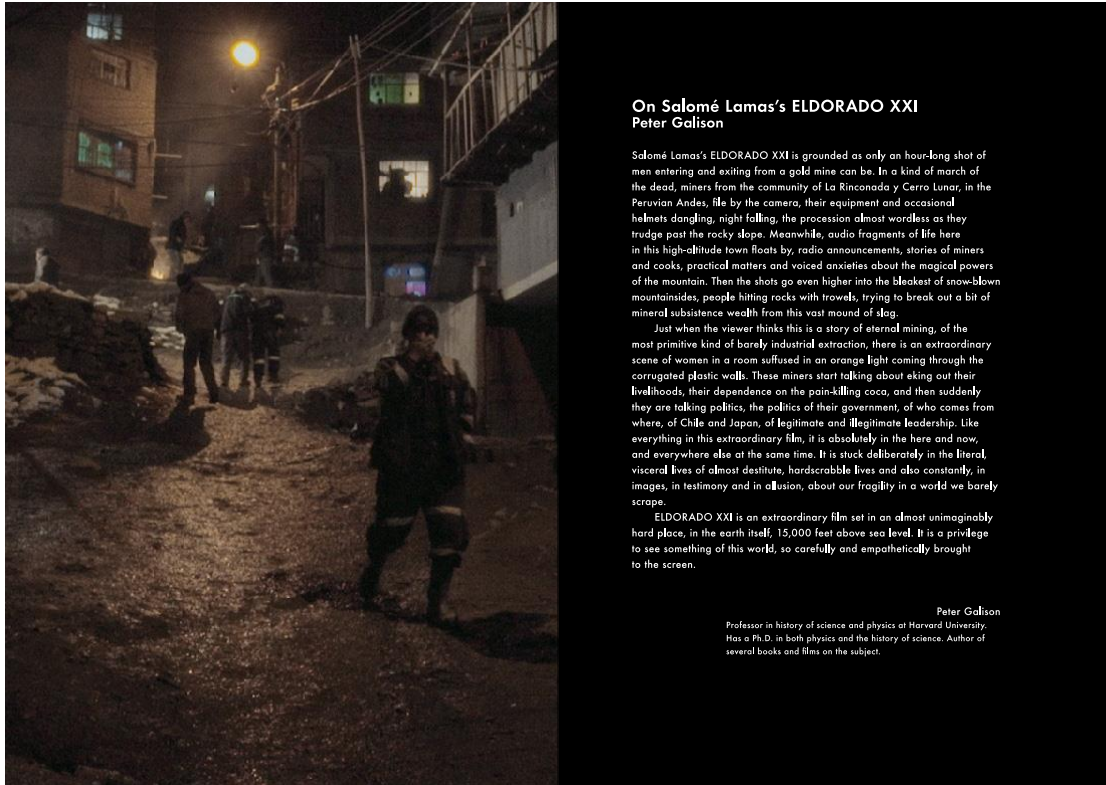 On Salomé Lamas's ELDORADO XXI
Peter Galison
Salomé Lamas's ELDORADO XXI is grounded as only an hour-long shot of
men entering and exiting from a gold mine can be. In a kind of march of
the dead, miners from the community of La Rinconada y Cerro Lunar, in the
Peruvian Andes, file by the camera, their equipment and occasional
helmets dangling, night falling, the procession almost wordless as they
trudge past the rocky slope. Meanwhile, audio fragments of life here
in this high-altitude town floats by, radio announcements, stories of miners
and cooks, practical matters and voiced anxieties about the magical powers
of the mountain. Then the shots go even higher into the bleakest of snow-blown
mountainsides, people hitting rocks with trowels, trying to break out a bit of
mineral subsistence wealth from this vast mound of slag.
Just when the viewer thinks this is a story of eternal mining, of the
most primitive kind of barely industrial extraction, there is an extraordinary
scene of women in a room suffused in an orange light coming through the
corrugated plastic walls. These miners start talking about eking out their
livelihoods, their dependence on the pain-killing coca, and then suddenly
they are talking politics, the politics of their government, of who comes from
where, of Chile and Japan, of legitimate and illegitimate leadership. Like
everything in this extraordinary film, it is absolutely in the here and now,
and everywhere else at the same time. It is stuck deliberately in the literal,
visceral lives of almost destitute, hardscrabble lives and also constantly, in
images, in testimony and in allusion, about our fragility in a world we barely
scrape.
ELDORADO XXI is an extraordinary film set in an almost unimaginably
hard place, in the earth itself, 15,000 feet above sea level. It is a privilege
to see something of this world, so carefully and empathetically brought
to the screen.
Peter Galison
Professor in history of science and physics at Harvard University.
Has a Ph.D. in both physics and the history of science. Author of
several books and films on the subject.